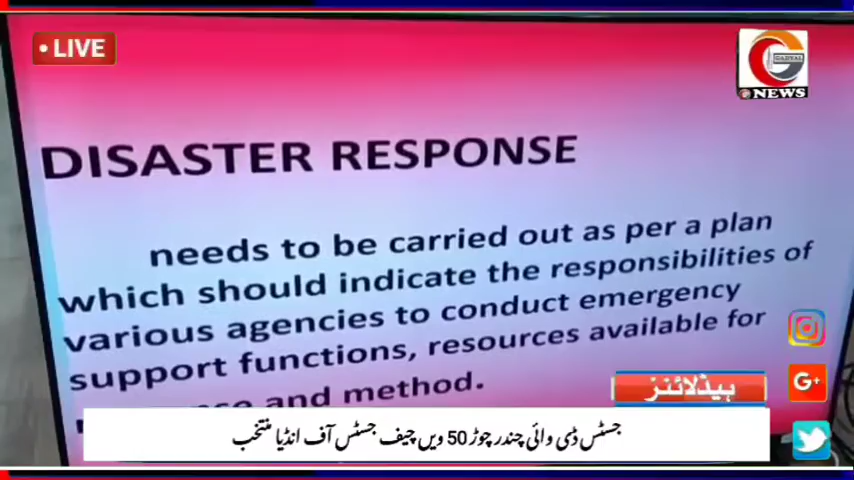 • LIVE
GADYAL
G NEWS
DISASTER RESPONSE
needs to be carried out as per a plan
which should indicate the responsibilities of
various agencies to conduct emergency
support functions, resources available for
and method.
ہیڈلائنز
G+
جسٹس ڈی وائی چندر چوڑ 50 ویں چیف جسٹس آف انڈیا منتخب